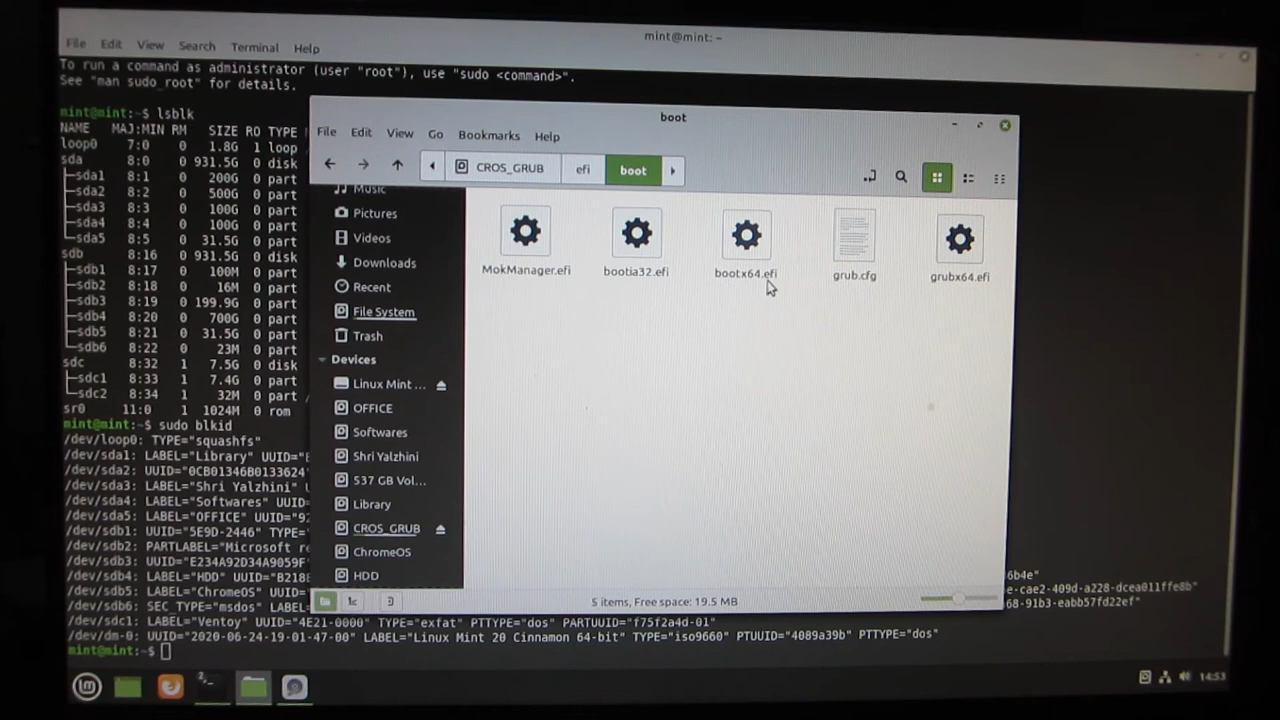 mint@mint: ~
File Edit View Search Terminal Help
To run a command as administrator (user "root"), use "sudo <command>".
See "man sudo_root" for details.
mint@mint:~$ lsblk
NAME MAJ:MIN RM SIZE RO TYPE
loop0 7:0 0 1.8G 1 loop
sda 8:0 0 931.5G 0 disk
├─sda1 8:1 0 200G 0 part
├─sda2 8:2 0 500G 0 part
├─sda3 8:3 0 100G 0 part
├─sda4 8:4 0 100G 0 part
└─sda5 8:5 0 31.5G 0 part
sdb 8:16 0 931.5G 0 disk
├─sdb1 8:17 0 100M 0 part
├─sdb2 8:18 0 16M 0 part
├─sdb3 8:19 0 199.9G 0 part
├─sdb4 8:20 0 700G 0 part
├─sdb5 8:21 0 31.5G 0 part
└─sdb6 8:22 0 23M 0 part
sdc 8:32 1 7.5G 0 disk
├─sdc1 8:33 1 7.4G 0 part
└─sdc2 8:34 1 32M 0 part /
sr0 11:0 1 1024M 0 rom
mint@mint:~$ sudo blkid
/dev/loop0: TYPE="squashfs"
/dev/sda1: LABEL="Library" UUID="
/dev/sda2: UUID="0CB01346B0133624"
/dev/sda3: LABEL="Shri Yalzhini" U
/dev/sda4: LABEL="Softwares" UUID=
/dev/sda5: LABEL="OFFICE" UUID="92
/dev/sdb1: UUID="5E9D-2446" TYPE=
/dev/sdb2: PARTLABEL="Microsoft re
/dev/sdb3: UUID="E234A92D34A9059F"
/dev/sdb4: LABEL="HDD" UUID="B218E 6b4e"
/dev/sdb5: LABEL="ChromeOS" UUID= e-cae2-409d-a228-dcea011ffe8b"
/dev/sdb6: SEC_TYPE="msdos" LABEL= 68-91b3-eabb57fd22ef"
/dev/sdc1: LABEL="Ventoy" UUID="4E21-0000" TYPE="exfat" PTTYPE="dos" PARTUUID="f75f2a4d-01"
/dev/dm-0: UUID="2020-06-24-19-01-47-00" LABEL="Linux Mint 20 Cinnamon 64-bit" TYPE="iso9660" PTUUID="4089a39b" PTTYPE="dos"
mint@mint:~$
boot
File Edit View Go Bookmarks Help
CROS_GRUB efi boot
Music
Pictures
Videos
Downloads
Recent
File System
Trash
Devices
Linux Mint ...
OFFICE
Softwares
Shri Yalzhini
537 GB Vol...
Library
CROS_GRUB
ChromeOS
HDD
MokManager.efi bootia32.efi bootx64.efi grub.cfg grubx64.efi
5 items, Free space: 19.5 MB
14:53